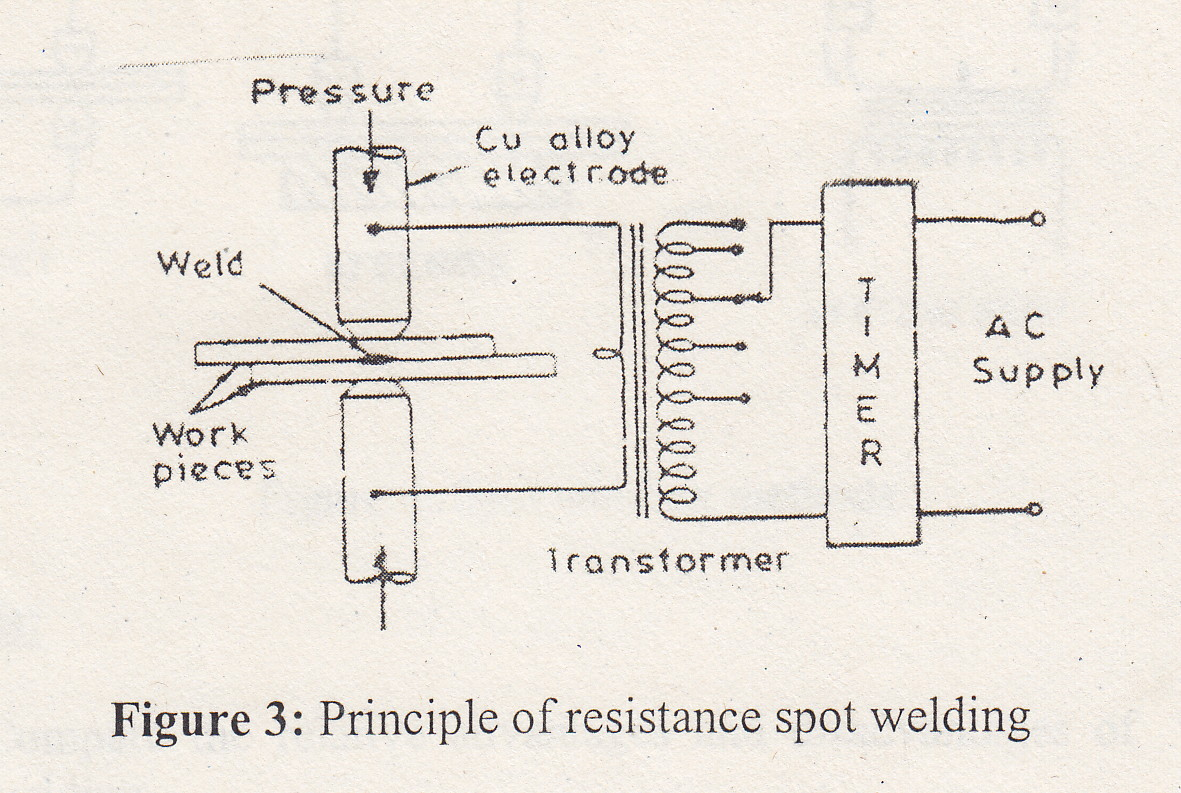 Pressure
Cu alloy
electrode
Weld
Work
pieces
TIMER
AC
Supply
Transformer
Figure 3: Principle of resistance spot welding